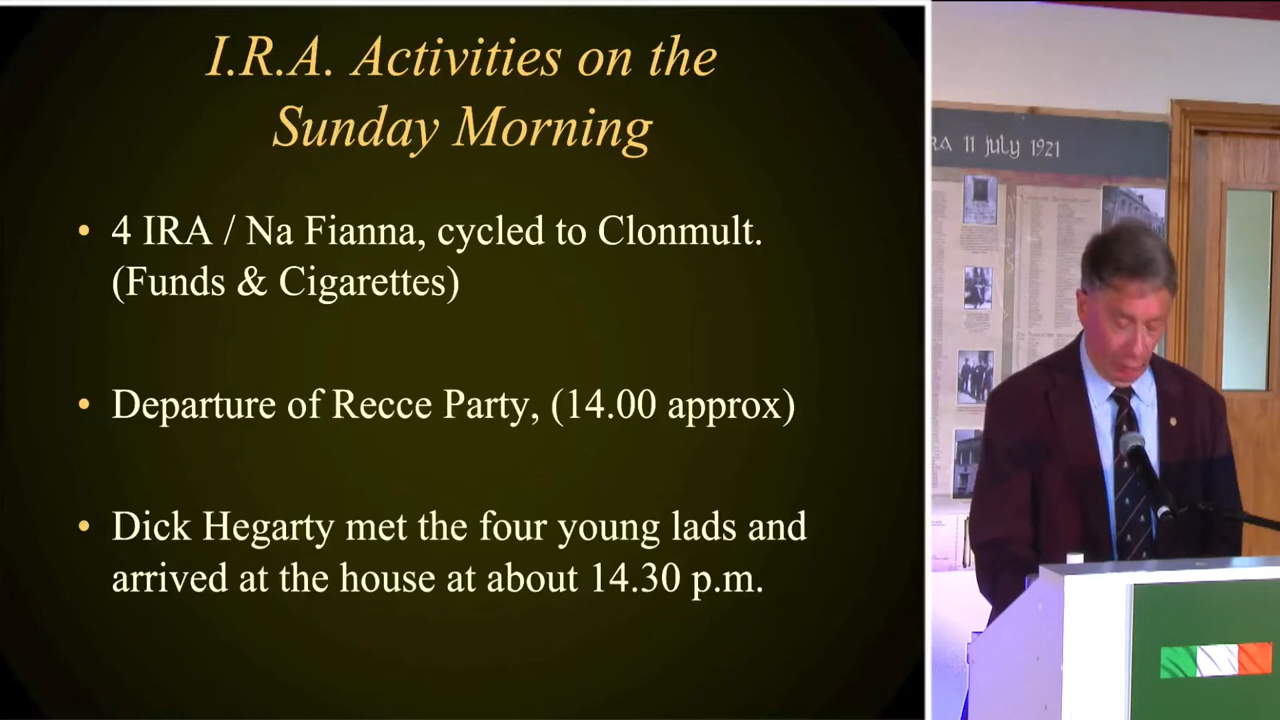 I.R.A. Activities on the
Sunday Morning
• 4 IRA / Na Fianna, cycled to Clonmult.
(Funds & Cigarettes)
• Departure of Recce Party, (14.00 approx)
• Dick Hegarty met the four young lads and
arrived at the house at about 14.30 p.m.
RA 11 July 1921